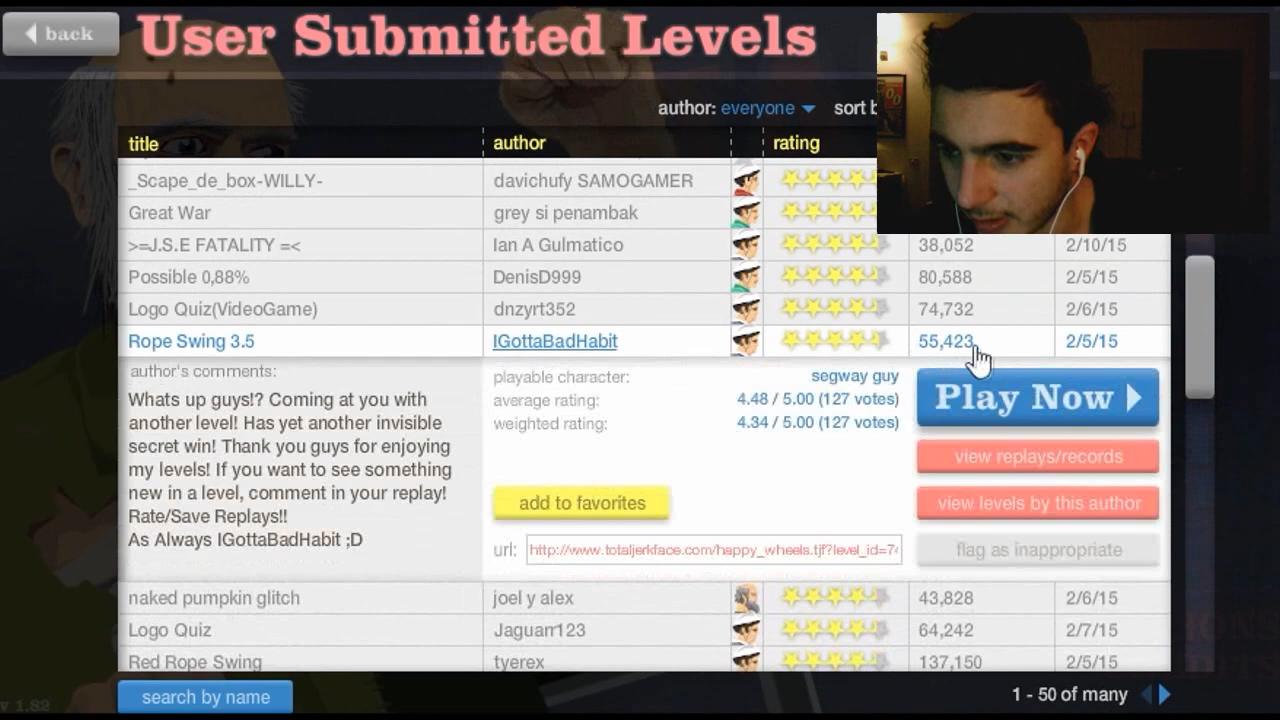 back
User Submitted Levels
author: everyone
sort b
title author rating
_Scape_de_box-WILLY- davichufy SAMOGAMER
Great War grey si penambak
>=J.S.E FATALITY =< Ian A Gulmatico 38,052 2/10/15
Possible 0,88% DenisD999 80,588 2/5/15
Logo Quiz(VideoGame) dnzyrt352 74,732 2/6/15
Rope Swing 3.5 IGottaBadHabit 55,423 2/5/15
author's comments:
Whats up guys!? Coming at you with
another level! Has yet another invisible
secret win! Thank you guys for enjoying
my levels! If you want to see something
new in a level, comment in your replay!
Rate/Save Replays!!
As Always IGottaBadHabit ;D
playable character: segway guy
average rating: 4.48 / 5.00 (127 votes)
weighted rating: 4.34 / 5.00 (127 votes)
add to favorites
url: http://www.totaljerkface.com/happy_wheels.tjf?level_id=7
Play Now
view replays/records
view levels by this author
flag as inappropriate
naked pumpkin glitch joel y alex 43,828 2/6/15
Logo Quiz Jaguarr123 64,242 2/7/15
Red Rope Swing tyerex 137,150 2/5/15
search by name
1 - 50 of many
v 1.82